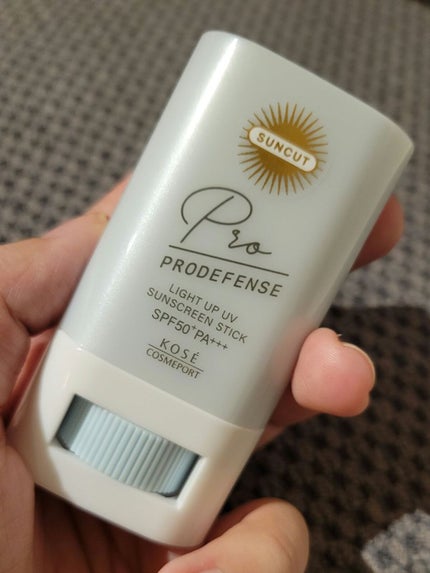 SUNCUT
Pro
PRODEFENSE
LIGHT UP UV
SUNSCREEN STICK
SPF50+PA+++
KOSÉ
COSMEPORT